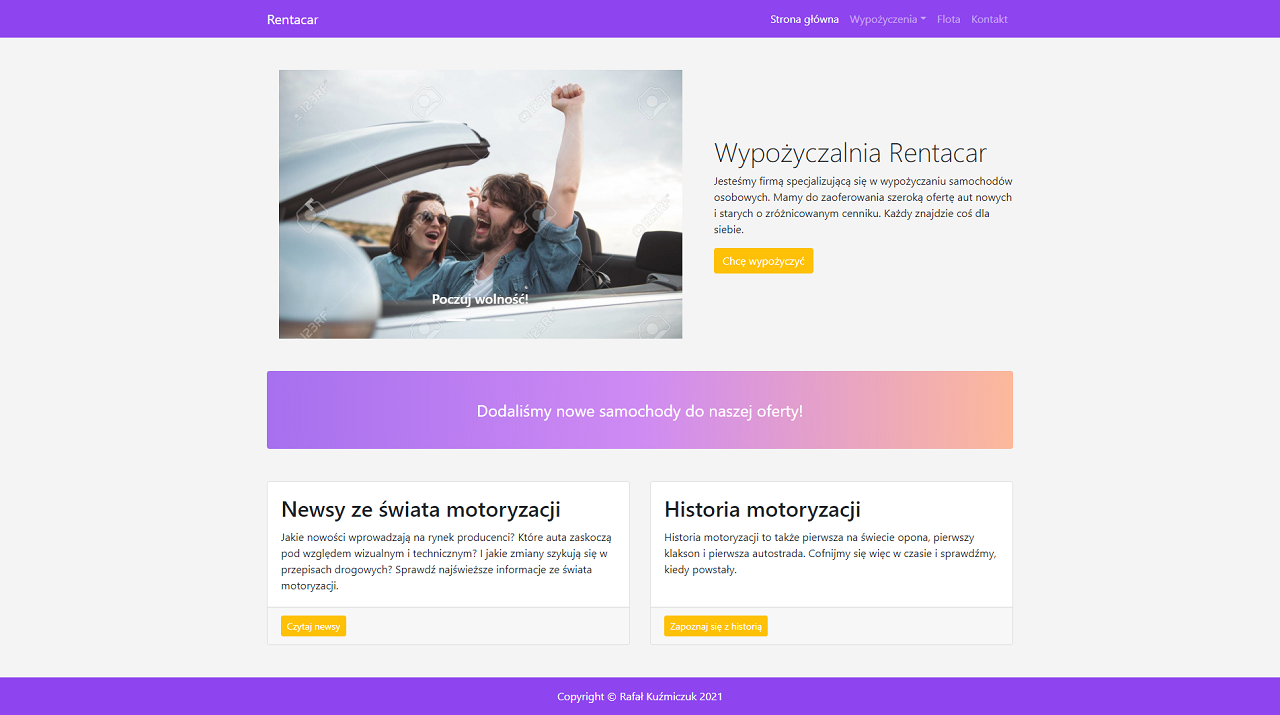 Rentacar
Strona główna Wypożyczenia Flota Kontakt
123RF
123RF
Poczuj wolność!
123RF
123RF
Wypożyczalnia Rentacar
Jesteśmy firmą specjalizującą się w wypożyczaniu samochodów
osobowych. Mamy do zaoferowania szeroką ofertę aut nowych
i starych o zróżnicowanym cenniku. Każdy znajdzie coś dla
siebie.
Chcę wypożyczyć
Dodaliśmy nowe samochody do naszej oferty!
Newsy ze świata motoryzacji
Jakie nowości wprowadzają na rynek producenci? Które auta zaskoczą
pod względem wizualnym i technicznym? I jakie zmiany szykują się w
przepisach drogowych? Sprawdź najświeższe informacje ze świata
motoryzacji.
Czytaj newsy
Historia motoryzacji
Historia motoryzacji to także pierwsza na świecie opona, pierwszy
klakson i pierwsza autostrada. Cofnijmy się więc w czasie i sprawdźmy,
kiedy powstały.
Zapoznaj się z historią
Copyright © Rafał Kuźmiczuk 2021